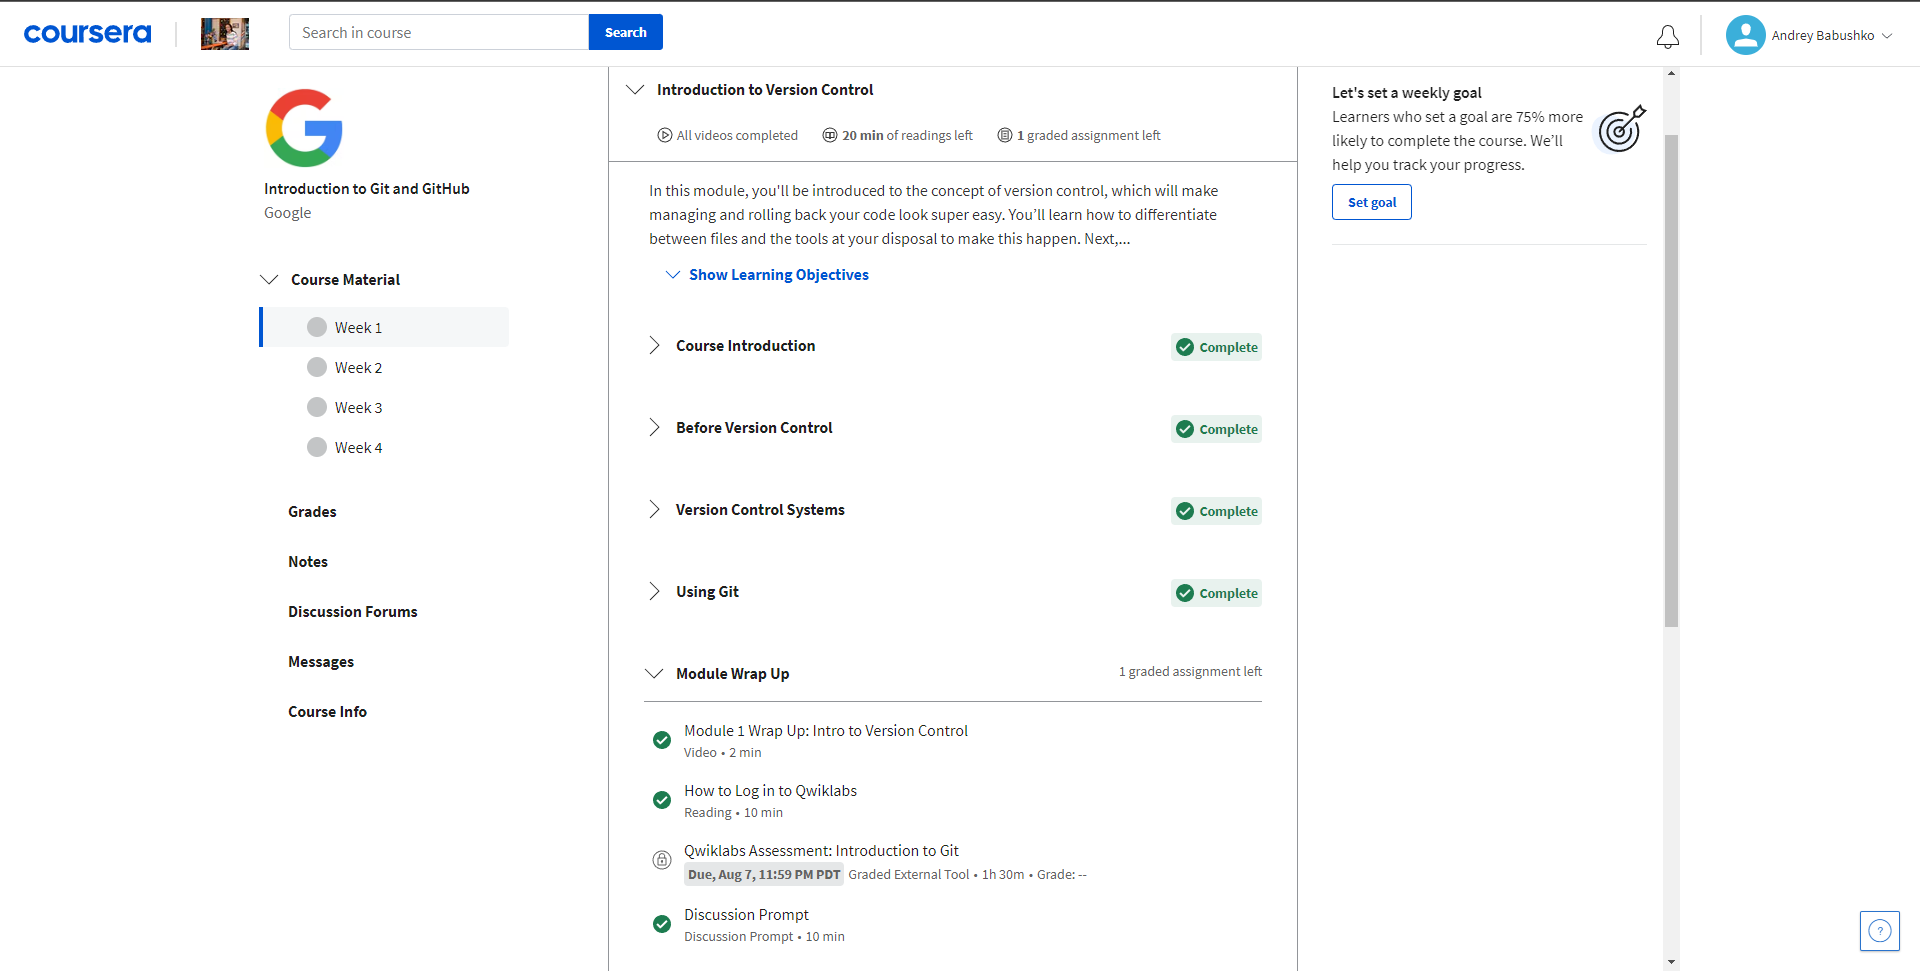 coursera
Search in course
Search
Andrey Babushko
Introduction to Git and GitHub
Google
Course Material
Week 1
Week 2
Week 3
Week 4
Grades
Notes
Discussion Forums
Messages
Course Info
Introduction to Version Control
All videos completed 20 min of readings left 1 graded assignment left
In this module, you'll be introduced to the concept of version control, which will make
managing and rolling back your code look super easy. You’ll learn how to differentiate
between files and the tools at your disposal to make this happen. Next,...
Show Learning Objectives
Course Introduction Complete
Before Version Control Complete
Version Control Systems Complete
Using Git Complete
Module Wrap Up 1 graded assignment left
Module 1 Wrap Up: Intro to Version Control
Video • 2 min
How to Log in to Qwiklabs
Reading • 10 min
Qwiklabs Assessment: Introduction to Git
Due, Aug 7, 11:59 PM PDT Graded External Tool • 1h 30m • Grade: --
Discussion Prompt
Discussion Prompt • 10 min
Let's set a weekly goal
Learners who set a goal are 75% more
likely to complete the course. We’ll
help you track your progress.
Set goal
?